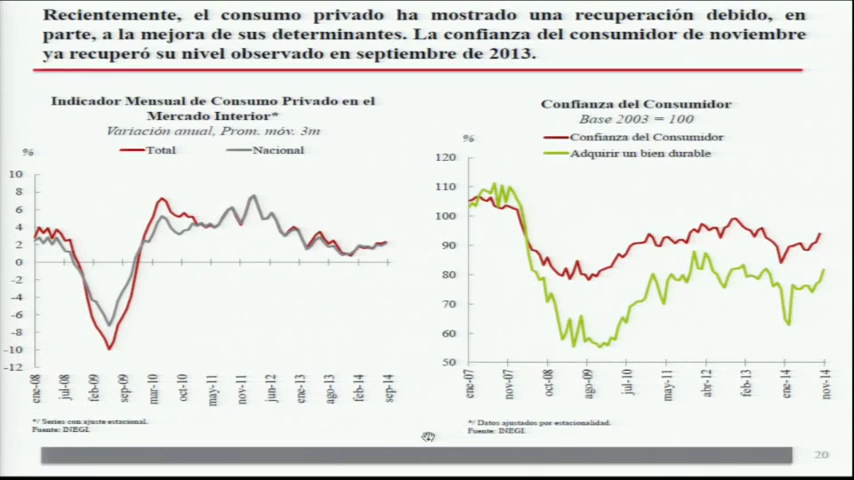 Recientemente, el consumo privado ha mostrado una recuperación debido, en
parte, a la mejora de sus determinantes. La confianza del consumidor de noviembre
ya recuperó su nivel observado en septiembre de 2013.
Indicador Mensual de Consumo Privado en el
Mercado Interior*
Variación anual, Prom. móv. 3m
%
Total
Nacional
10
8
6
4
2
0
-2
-4
-6
-8
-10
-12
ene-08
jul-08
feb-09
sep-09
mar-10
oct-10
may-11
nov-11
jun-12
ene-13
ago-13
feb-14
sep-14
*/ Series con ajuste estacional.
Fuente: INEGI.
Confianza del Consumidor
Base 2003 = 100
%
Confianza del Consumidor
Adquirir un bien durable
120
110
100
90
80
70
60
50
ene-07
nov-07
oct-08
ago-09
jul-10
may-11
abr-12
feb-13
ene-14
nov-14
*/ Datos ajustados por estacionalidad.
Fuente: INEGI.
20